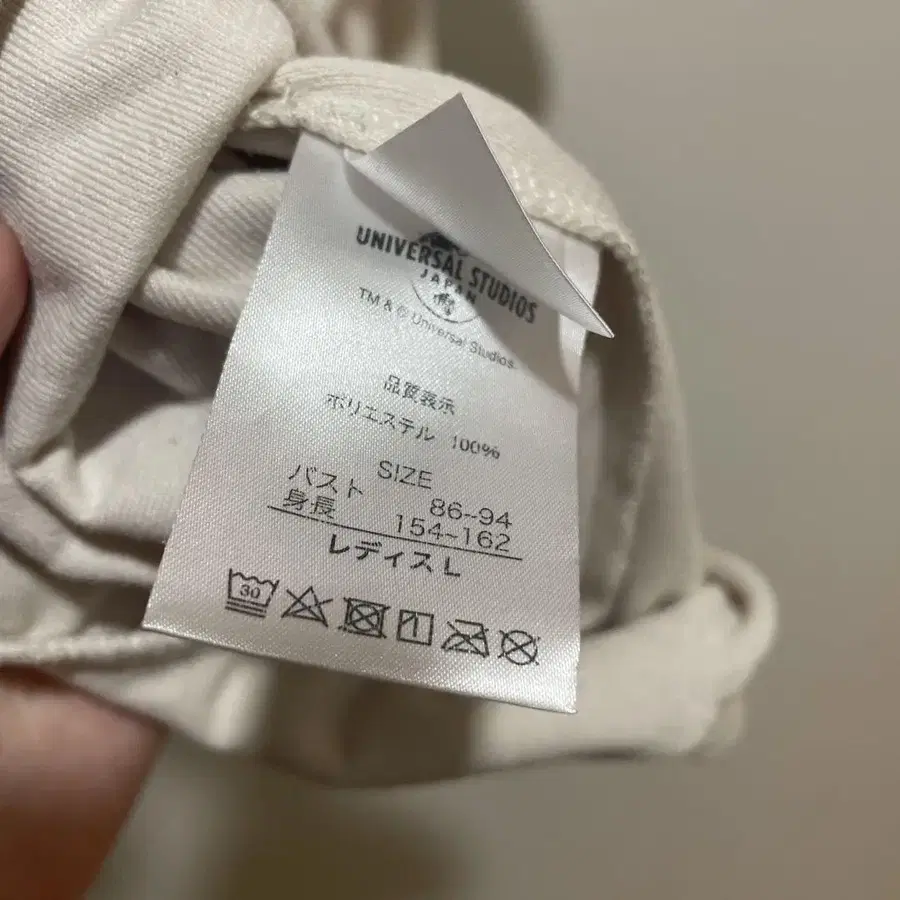 UNIVERSAL STUDIOS
JAPAN
TM & © Universal Studios.
品質表示
ポリエステル 100%
SIZE
バスト 86-94
身長 154-162
レディス L
30